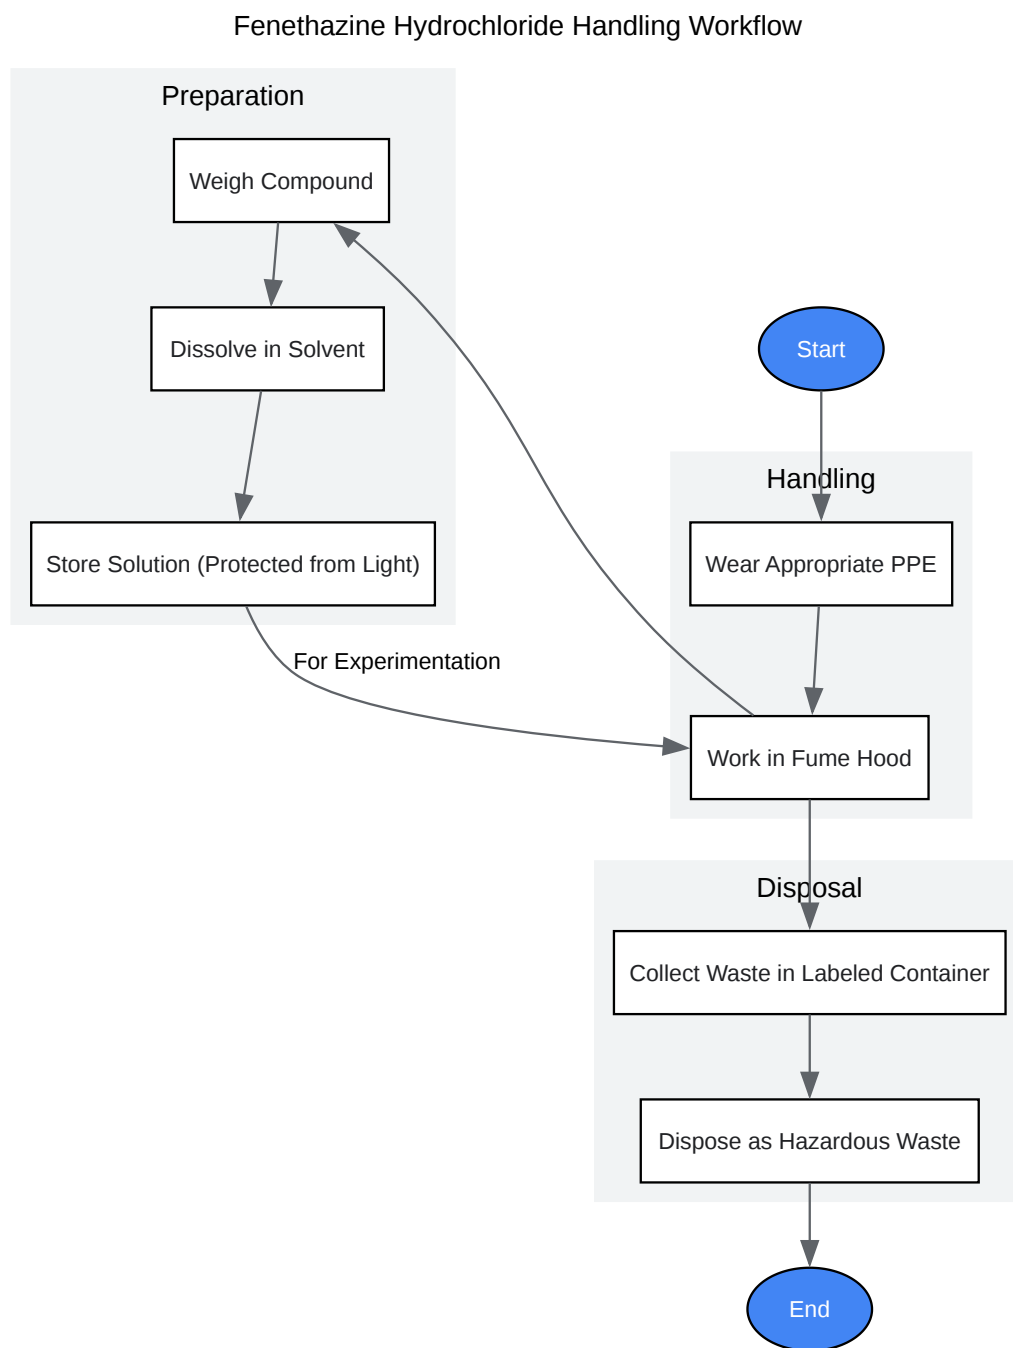 Fenethazine Hydrochloride Handling Workflow
Preparation
Weigh Compound
Dissolve in Solvent
Store Solution (Protected from Light)
For Experimentation
Start
Handling
Wear Appropriate PPE
Work in Fume Hood
Disposal
Collect Waste in Labeled Container
Dispose as Hazardous Waste
End